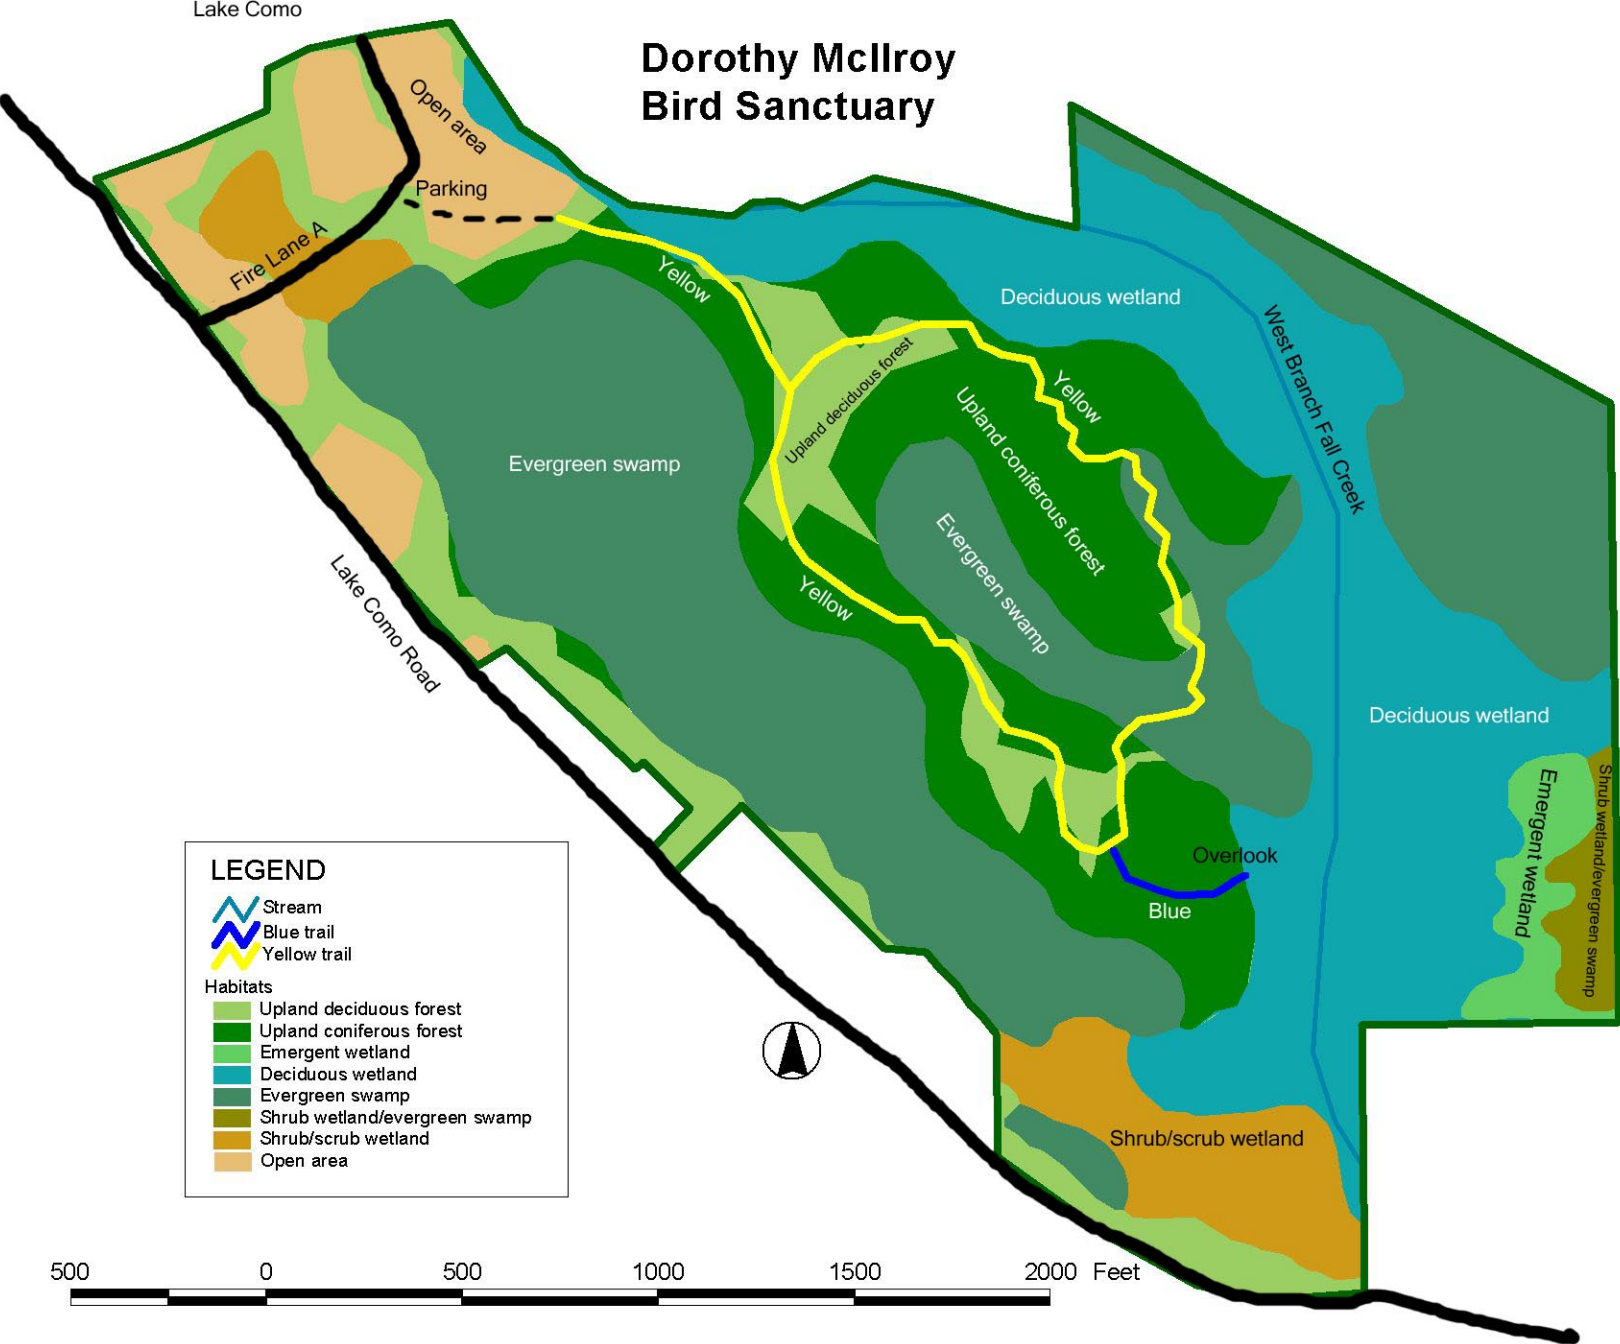 Lake Como
Dorothy McIlroy
Bird Sanctuary
Open area
Parking
Fire Lane A
Yellow
Deciduous wetland
West Branch Fall Creek
Upland deciduous forest
Yellow
Upland coniferous forest
Evergreen swamp
Evergreen swamp
Yellow
Lake Como Road
Deciduous wetland
Emergent wetland
Shrub wetland/evergreen swamp
Overlook
Blue
Shrub/scrub wetland
LEGEND
Stream
Blue trail
Yellow trail
Habitats
Upland deciduous forest
Upland coniferous forest
Emergent wetland
Deciduous wetland
Evergreen swamp
Shrub wetland/evergreen swamp
Shrub/scrub wetland
Open area
500 0 500 1000 1500 2000 Feet